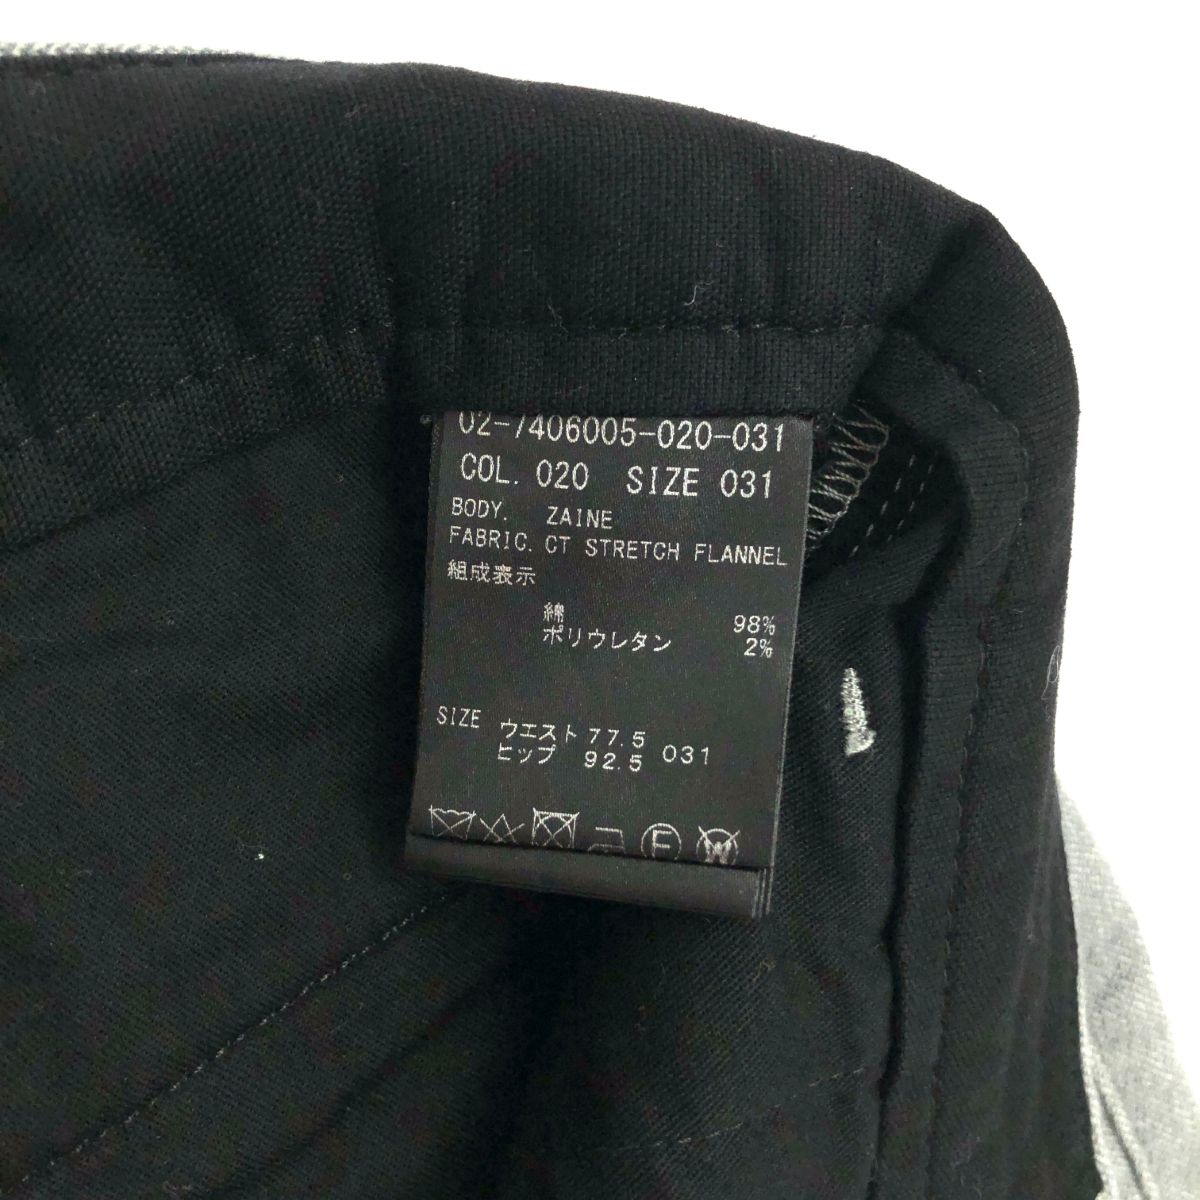 02-7406005-020-031
COL. 020 SIZE 031
BODY. ZAINE
FABRIC. CT STRETCH FLANNEL
組成表示
綿 98%
ポリウレタン 2%
SIZE ウエスト 77.5 031
ヒップ 92.5
F W